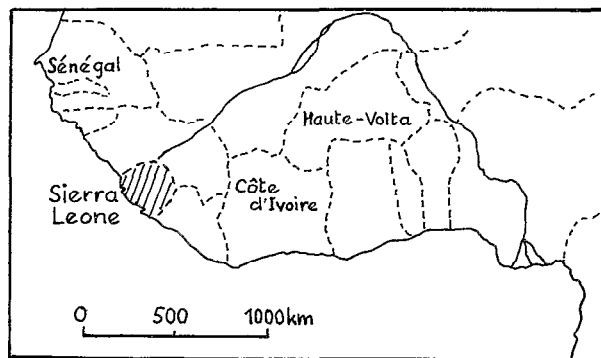 Sénégal
Haute-Volta
Sierra
Leone
Côte
d'Ivoire
0 500 1000km